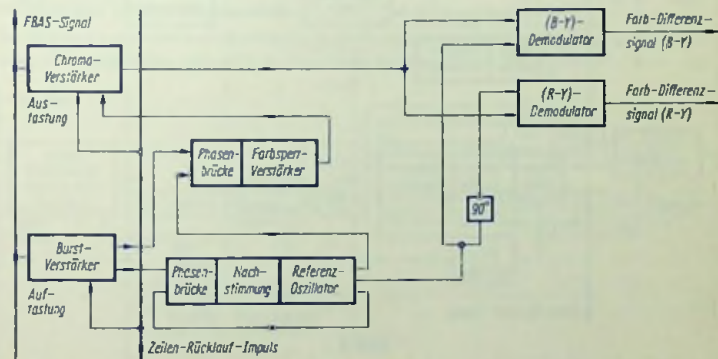 FBAS-Signal
Chroma-
Verstärker
Aus-
tastung
(B-Y)-
Demodulator
Farb-Differenz-
signal (B-Y)
(R-Y)-
Demodulator
Farb-Differenz-
signal (R-Y)
Phasen-
brücke
Farbsperr-
Verstärker
90°
Burst-
Verstärker
Auf-
tastung
Phasen-
brücke
Nach-
stimmung
Referenz-
Oszillator
Zeilen-Rücklauf-Impuls